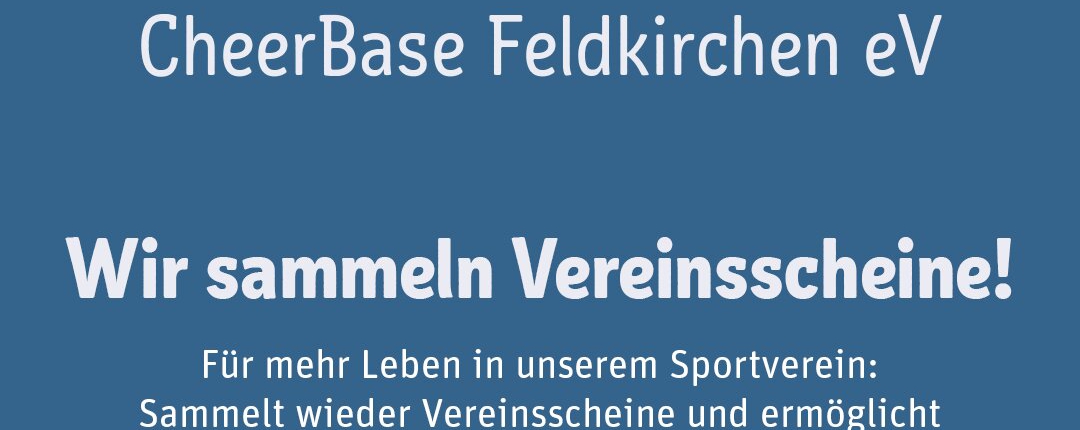 CheerBase Feldkirchen eV
Wir sammeln Vereinsscheine!
Für mehr Leben in unserem Sportverein:
Sammelt wieder Vereinsscheine und ermöglicht